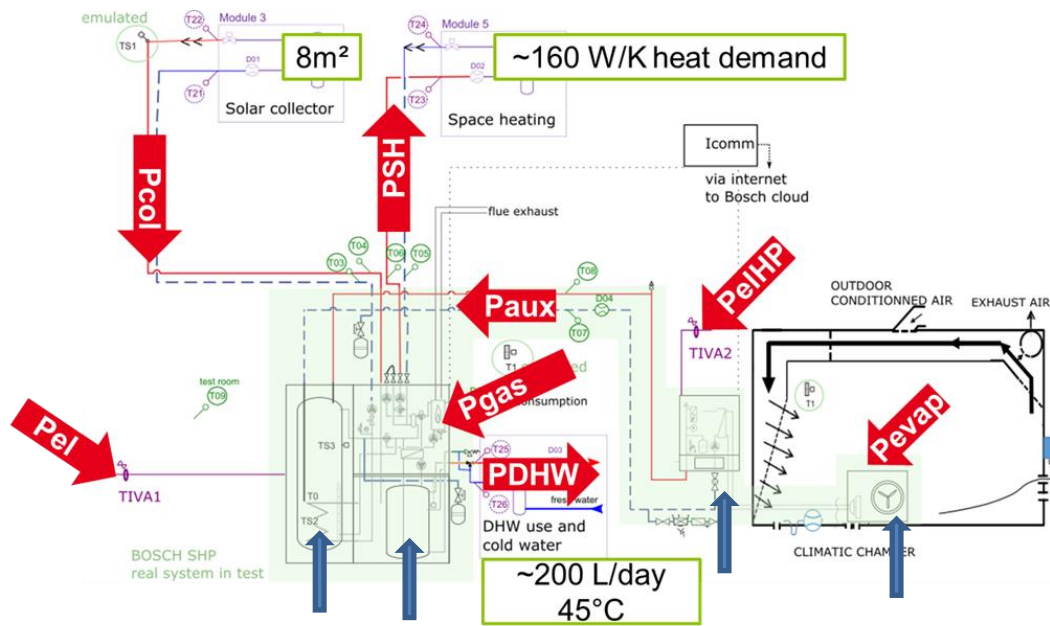 emulated
TS1
T22
Module 3
8m²
D01
T21
Solar collector
T24
Module 5
~160 W/K heat demand
D02
T23
Space heating
Icomm
via internet
to Bosch cloud
Pcol
PSH
flue exhaust
T03
T04
T06
T05
T08
Paux
D04
T07
PelHP
TIVA2
OUTDOOR
CONDITIONNED AIR
EXHAUST AIR
test room
T09
T1
Pgas
T1
Pel
TIVA1
TS3
T0
TS2
T25
D03
PDHW
T26
fresh water
DHW use and
cold water
Pevap
CLIMATIC CHAMBER
BOSCH SHP
real system in test
~200 L/day
45°C